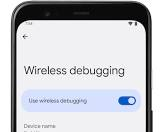 Wireless debugging
Use wireless debugging
Device name